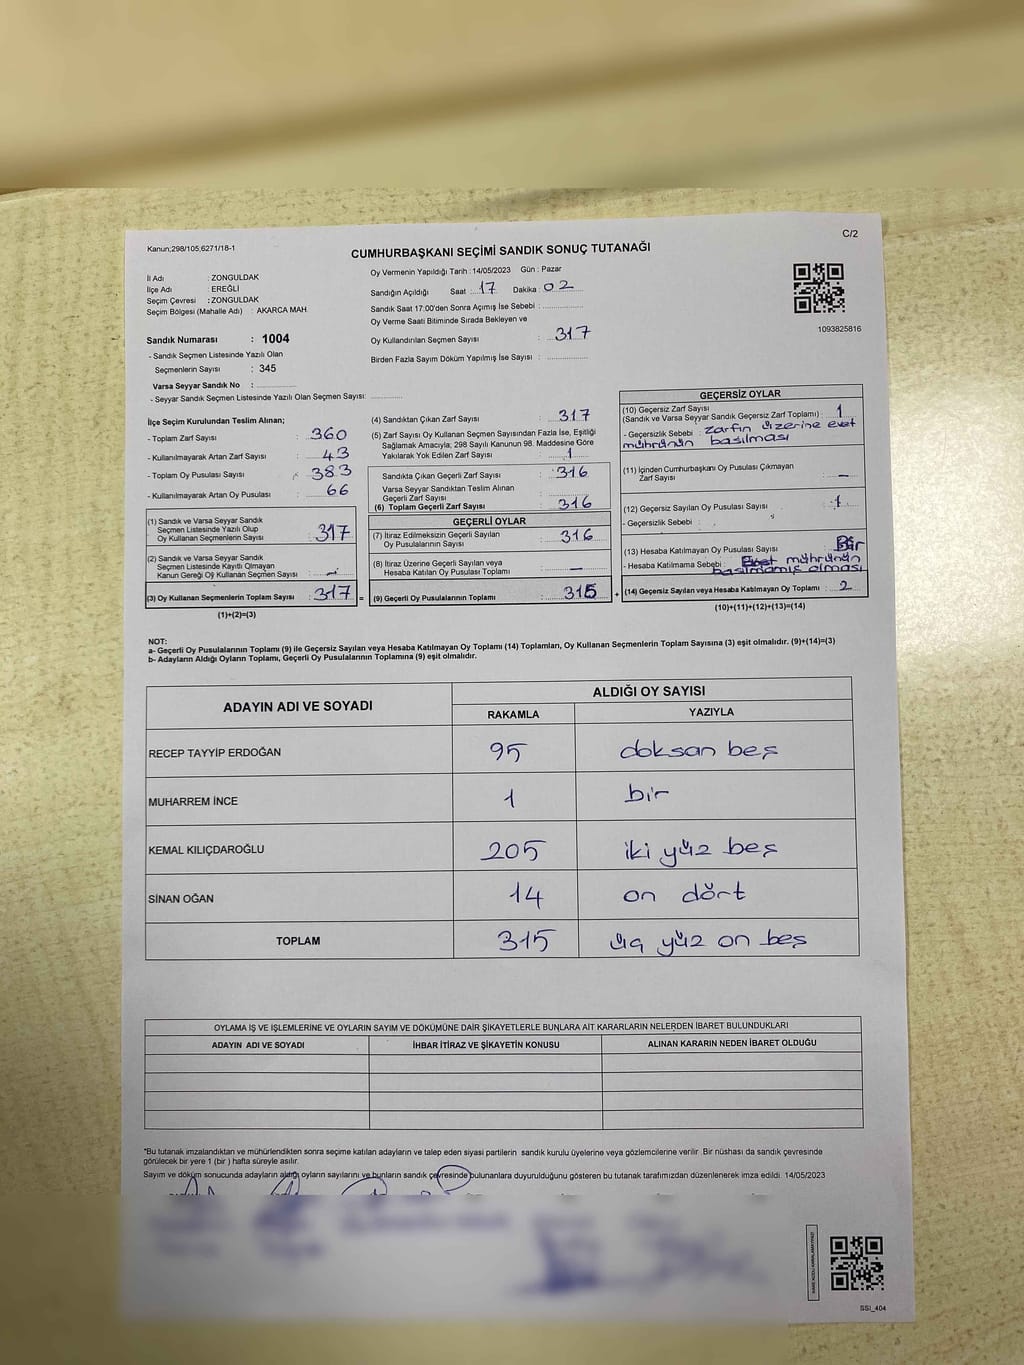 Kanun;298/105;6271/18-1
C/2
CUMHURBAŞKANI SEÇİMİ SANDIK SONUÇ TUTANAĞI
İl Adı : ZONGULDAK
İlçe Adı : EREĞLİ
Seçim Çevresi : ZONGULDAK
Seçim Bölgesi (Mahalle Adı) : AKARCA MAH.
Oy Vermenin Yapıldığı Tarih : 14/05/2023 Gün : Pazar
Sandığın Açıldığı Saat : 17 Dakika : 02
Sandık Saat 17:00'den Sonra Açımış İse Sebebi :
Oy Verme Saati Bitiminde Sırada Bekleyen ve
Oy Kullandırılan Seçmen Sayısı : 317
Birden Fazla Sayım Döküm Yapılmış İse Sayısı :
1093825816
Sandık Numarası : 1004
- Sandık Seçmen Listesinde Yazılı Olan
Seçmenlerin Sayısı : 345
Varsa Seyyar Sandık No :
- Seyyar Sandık Seçmen Listesinde Yazılı Olan Seçmen Sayısı:
İlçe Seçim Kurulundan Teslim Alınan;
- Toplam Zarf Sayısı : 360
- Kullanılmayarak Artan Zarf Sayısı : 43
- Toplam Oy Pusulası Sayısı : 383
- Kullanılmayarak Artan Oy Pusulası : 66
(1) Sandık ve Varsa Seyyar Sandık
Seçmen Listesinde Yazılı Olup
Oy Kullanan Seçmenlerin Sayısı : 317
(2) Sandık ve Varsa Seyyar Sandık
Seçmen Listesinde Kayıtlı Olmayan
Kanun Gereği Oy Kullanan Seçmen Sayısı : -
(3) Oy Kullanan Seçmenlerin Toplam Sayısı : 317 =
(1)+(2)=(3)
(4) Sandıktan Çıkan Zarf Sayısı : 317
(5) Zarf Sayısı Oy Kullanan Seçmen Sayısından Fazla İse, Eşitliği
Sağlamak Amacıyla, 298 Sayılı Kanunun 98. Maddesine Göre
Yakılarak Yok Edilen Zarf Sayısı : 1
Sandıkta Çıkan Geçerli Zarf Sayısı : 316
Varsa Seyyar Sandıktan Teslim Alınan
Geçerli Zarf Sayısı :
(6) Toplam Geçerli Zarf Sayısı : 316
GEÇERLİ OYLAR
(7) İtiraz Edilmeksizin Geçerli Sayılan
Oy Pusulalarının Sayısı : 316
(8) İtiraz Üzerine Geçerli Sayılan veya
Hesaba Katılan Oy Pusulası Toplamı : -
(9) Geçerli Oy Pusulalarının Toplamı : 315 +
GEÇERSİZ OYLAR
(10) Geçersiz Zarf Sayısı
(Sandık ve Varsa Seyyar Sandık Geçersiz Zarf Toplamı) : 1
- Geçersizlik Sebebi : zarfın üzerine evet
mührünün basılması
(11) İçinden Cumhurbaşkanı Oy Pusulası Çıkmayan
Zarf Sayısı : -
(12) Geçersiz Sayılan Oy Pusulası Sayısı : 1
- Geçersizlik Sebebi :
(13) Hesaba Katılmayan Oy Pusulası Sayısı : Bir
- Hesaba Katılmama Sebebi : Evet mührünün
basılmamış olması
(14) Geçersiz Sayılan veya Hesaba Katılmayan Oy Toplamı : 2
(10)+(11)+(12)+(13)=(14)
NOT:
a- Geçerli Oy Pusulalarının Toplamı (9) ile Geçersiz Sayılan veya Hesaba Katılmayan Oy Toplamı (14) Toplamları, Oy Kullanan Seçmenlerin Toplam Sayısına (3) eşit olmalıdır. (9)+(14)=(3)
b- Adayların Aldığı Oyların Toplamı, Geçerli Oy Pusulalarının Toplamına (9) eşit olmalıdır.
ADAYIN ADI VE SOYADI
ALDIĞI OY SAYISI
RAKAMLA YAZIYLA
RECEP TAYYİP ERDOĞAN 95 doksan beş
MUHARREM İNCE 1 bir
KEMAL KILIÇDAROĞLU 205 iki yüz beş
SİNAN OĞAN 14 on dört
TOPLAM 315 üç yüz on beş
OYLAMA İŞ VE İŞLEMLERİNE VE OYLARIN SAYIM VE DÖKÜMÜNE DAİR ŞİKAYETLERLE BUNLARA AİT KARARLARIN NELERDEN İBARET BULUNDUKLARI
ADAYIN ADI VE SOYADI İHBAR İTİRAZ VE ŞİKAYETİN KONUSU ALINAN KARARIN NEDEN İBARET OLDUĞU
*Bu tutanak imzalandıktan ve mühürlendikten sonra seçime katılan adayların ve talep eden siyasi partilerin sandık kurulu üyelerine veya gözlemcilerine verilir. Bir nüshası da sandık çevresinde
görülecek bir yere 1 (bir ) hafta süreyle asılır.
Sayım ve döküm sonucunda adayların aldığı oyların sayılarını ve bunların sandık çevresinde bulunanlara duyurulduğunu gösteren bu tutanak tarafımızdan düzenlenerek imza edildi. 14/05/2023
SSI_404